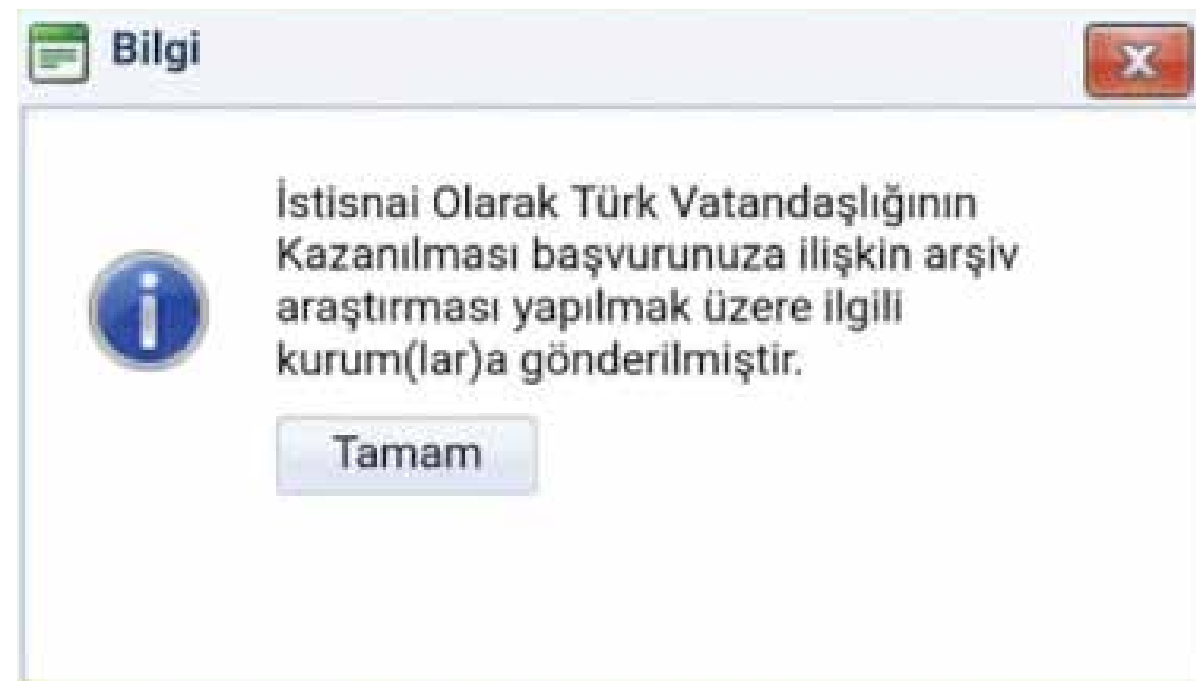 Bilgi
X
İstisnai Olarak Türk Vatandaşlığının
Kazanılması başvurunuza ilişkin arşiv
araştırması yapılmak üzere ilgili
kurum(lar)a gönderilmiştir.
Tamam